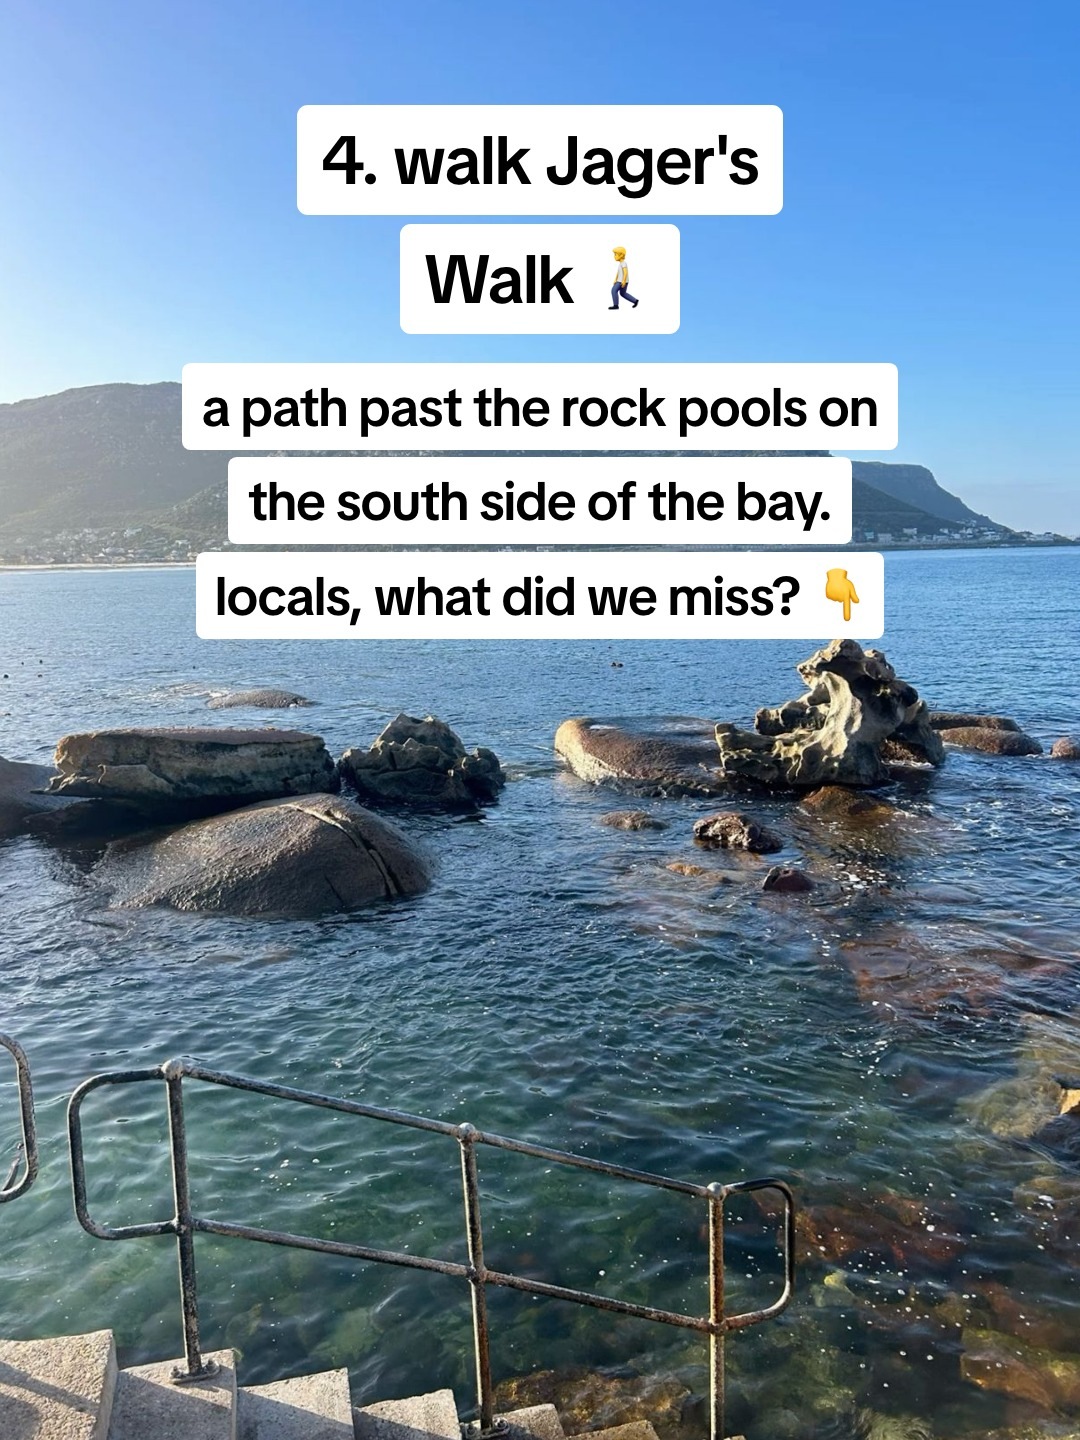 4. walk Jager's
Walk 🚶
a path past the rock pools on
the south side of the bay.
locals, what did we miss? 👇